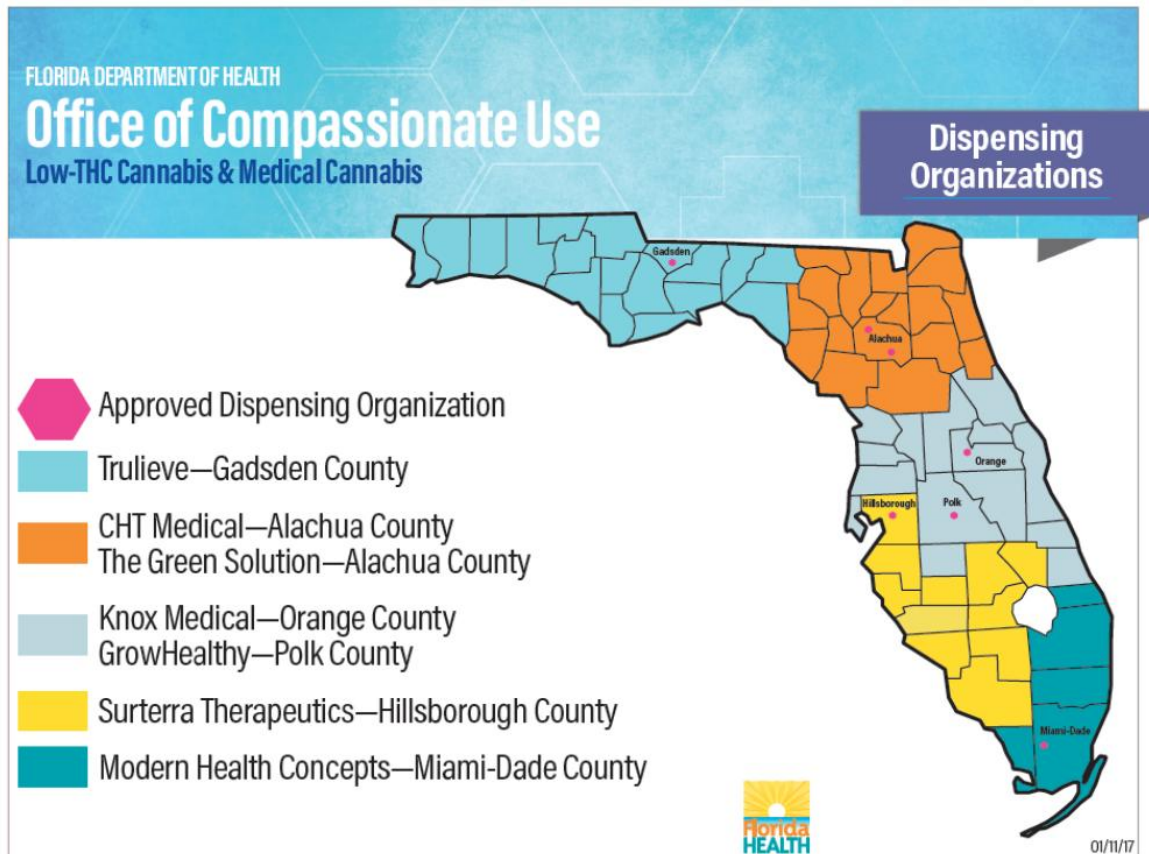 FLORIDA DEPARTMENT OF HEALTH
Office of Compassionate Use
Low-THC Cannabis & Medical Cannabis
Dispensing
Organizations
Gadsden
Alachua
Orange
Hillsborough
Polk
Miami-Dade
Approved Dispensing Organization
Trulieve—Gadsden County
CHT Medical—Alachua County
The Green Solution—Alachua County
Knox Medical—Orange County
GrowHealthy—Polk County
Surterra Therapeutics—Hillsborough County
Modern Health Concepts—Miami-Dade County
Florida
HEALTH
01/11/17